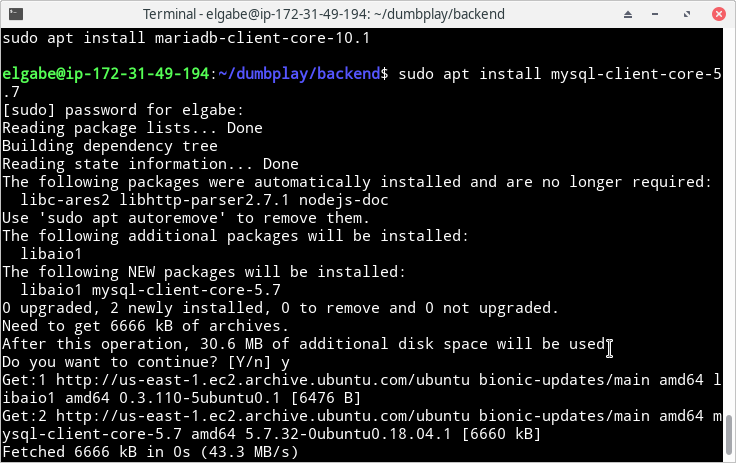 Terminal - elgabe@ip-172-31-49-194: ~/dumbplay/backend
sudo apt install mariadb-client-core-10.1
elgabe@ip-172-31-49-194:~/dumbplay/backend$ sudo apt install mysql-client-core-5
.7
[sudo] password for elgabe:
Reading package lists... Done
Building dependency tree
Reading state information... Done
The following packages were automatically installed and are no longer required:
  libc-ares2 libhttp-parser2.7.1 nodejs-doc
Use 'sudo apt autoremove' to remove them.
The following additional packages will be installed:
  libaio1
The following NEW packages will be installed:
  libaio1 mysql-client-core-5.7
0 upgraded, 2 newly installed, 0 to remove and 0 not upgraded.
Need to get 6666 kB of archives.
After this operation, 30.6 MB of additional disk space will be used.
Do you want to continue? [Y/n] y
Get:1 http://us-east-1.ec2.archive.ubuntu.com/ubuntu bionic-updates/main amd64 l
ibaio1 amd64 0.3.110-5ubuntu0.1 [6476 B]
Get:2 http://us-east-1.ec2.archive.ubuntu.com/ubuntu bionic-updates/main amd64 m
ysql-client-core-5.7 amd64 5.7.32-0ubuntu0.18.04.1 [6660 kB]
Fetched 6666 kB in 0s (43.3 MB/s)